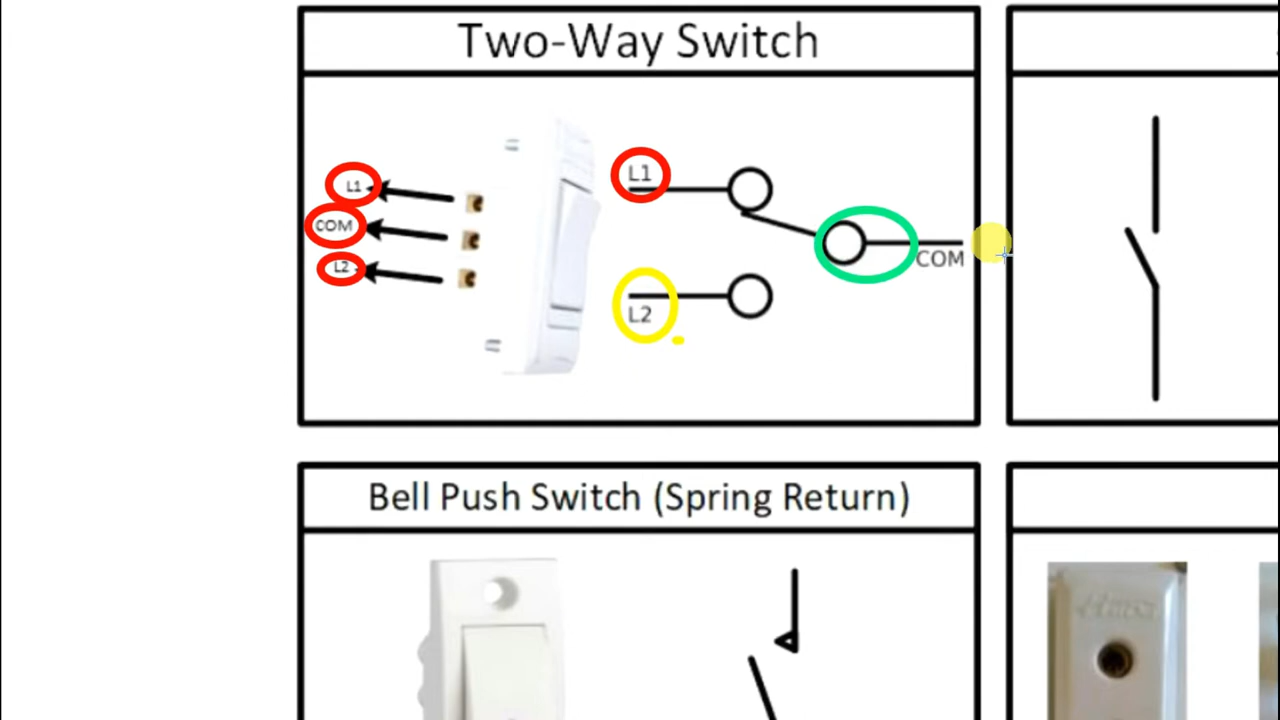 Two-Way Switch
L1
COM
L2
L1
COM
L2
Bell Push Switch (Spring Return)